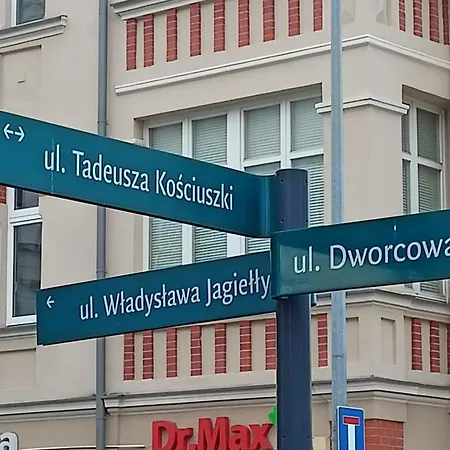 ul. Tadeusza Kościuszki
ul. Dworcowa
ul. Władysława Jagiełły
Dr.Max